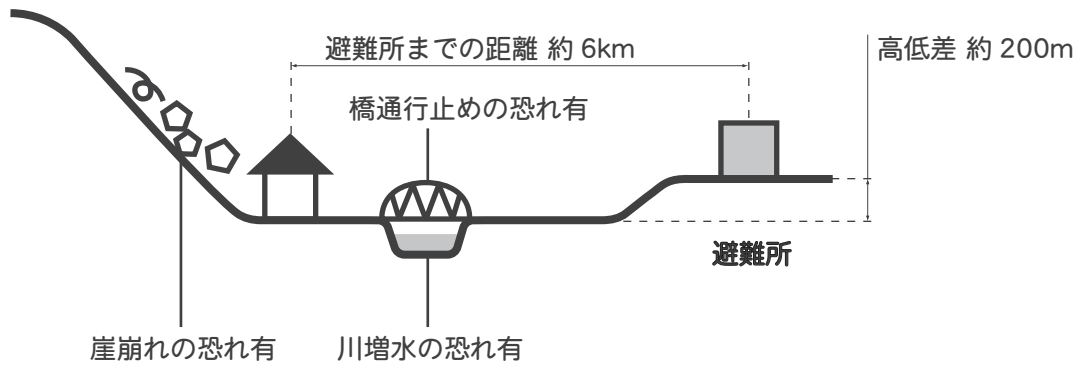 避難所までの距離 約 6km
高低差 約 200m
橋通行止めの恐れ有
避難所
崖崩れの恐れ有
川増水の恐れ有